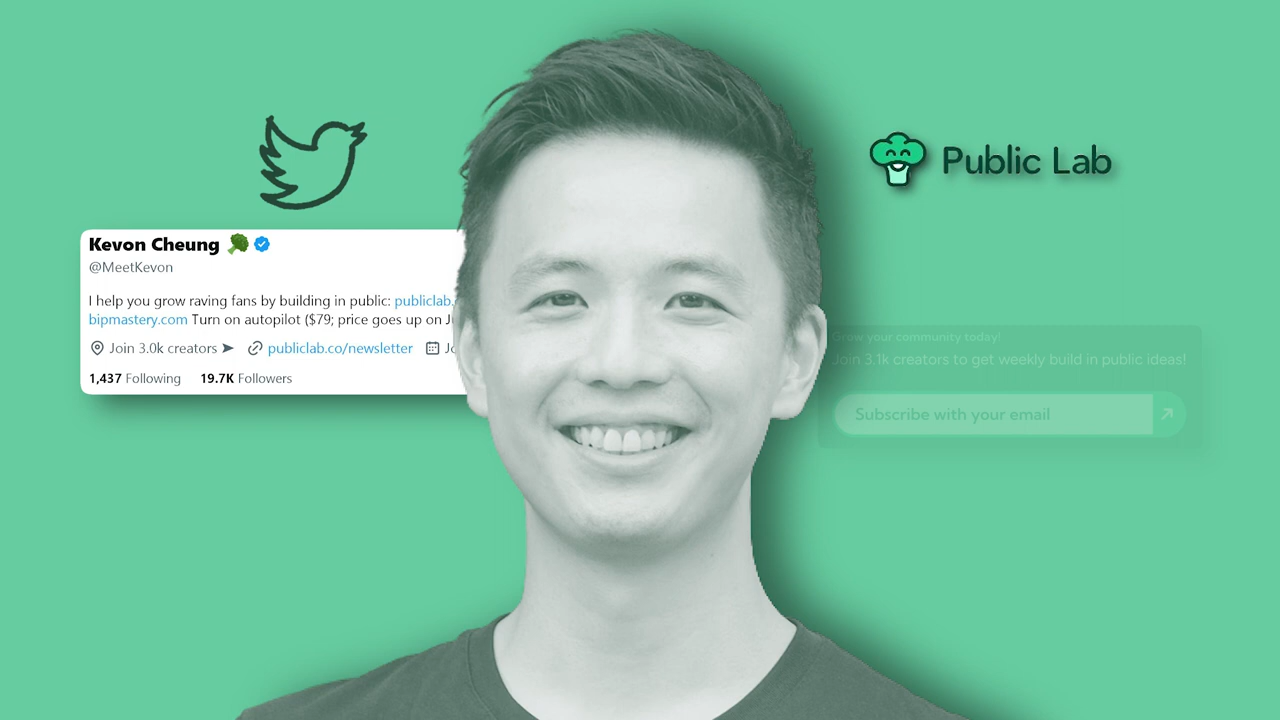 Kevon Cheung
@MeetKevon
I help you grow raving fans by building in public: publiclab.
bipmastery.com Turn on autopilot ($79; price goes up on
Join 3.0k creators ➤ publiclab.co/newsletter
1,437 Following 19.7K Followers
Public Lab
Grow your community today!
Join 3.1k creators to get weekly build in public ideas!
Subscribe with your email